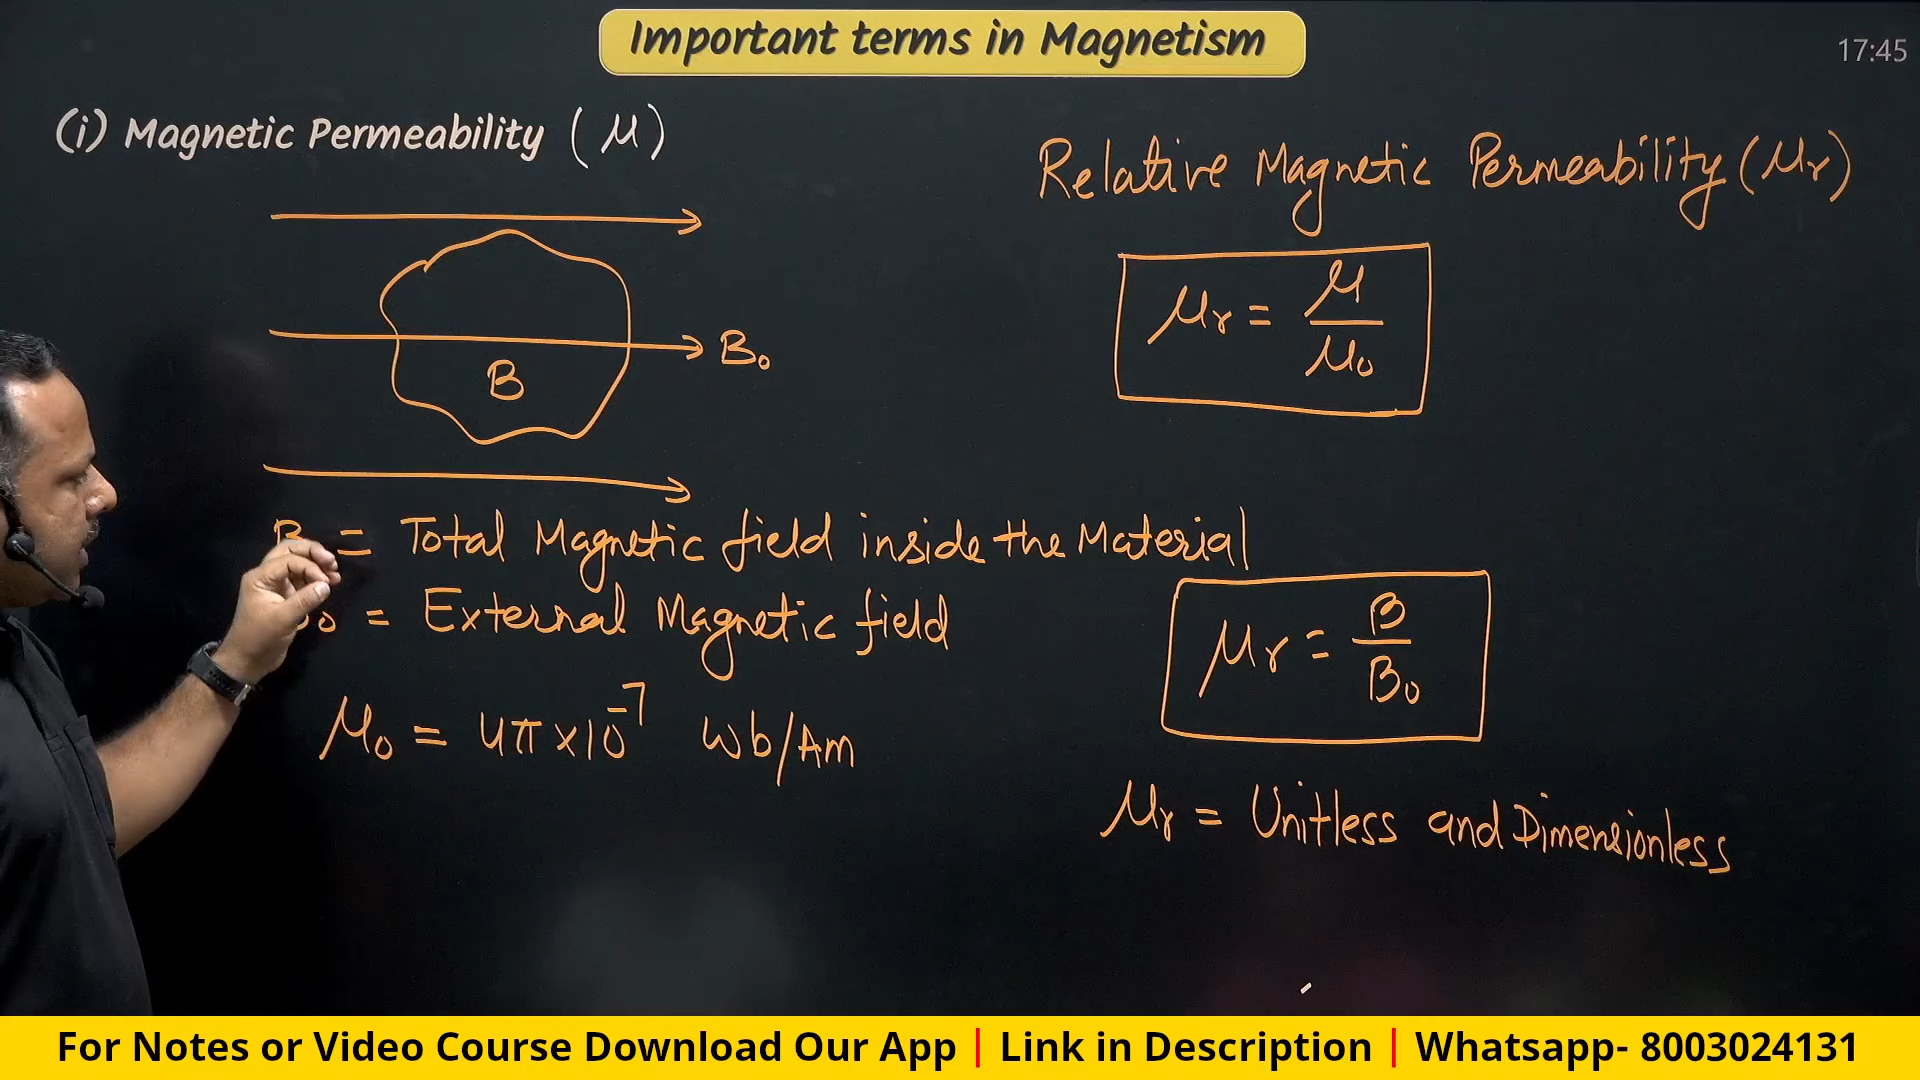 Important terms in Magnetism
17:45
(i) Magnetic Permeability (μ)
Relative Magnetic Permeability (μr)
μr = μ/μ0
B0
B
B = Total Magnetic field inside the Material
B0 = External Magnetic field
μr = B/B0
μ0 = 4π×10^-7 Wb/Am
μr = Unitless and Dimensionless
For Notes or Video Course Download Our App | Link in Description | Whatsapp- 8003024131